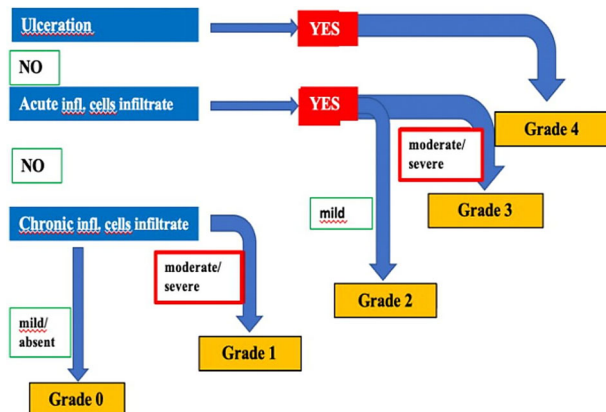 Ulceration
YES
NO
Acute infl. cells infiltrate
YES
Grade 4
moderate/
severe
NO
Grade 3
mild
Chronic infl. cells infiltrate
moderate/
severe
Grade 2
mild/
absent
Grade 1
Grade 0